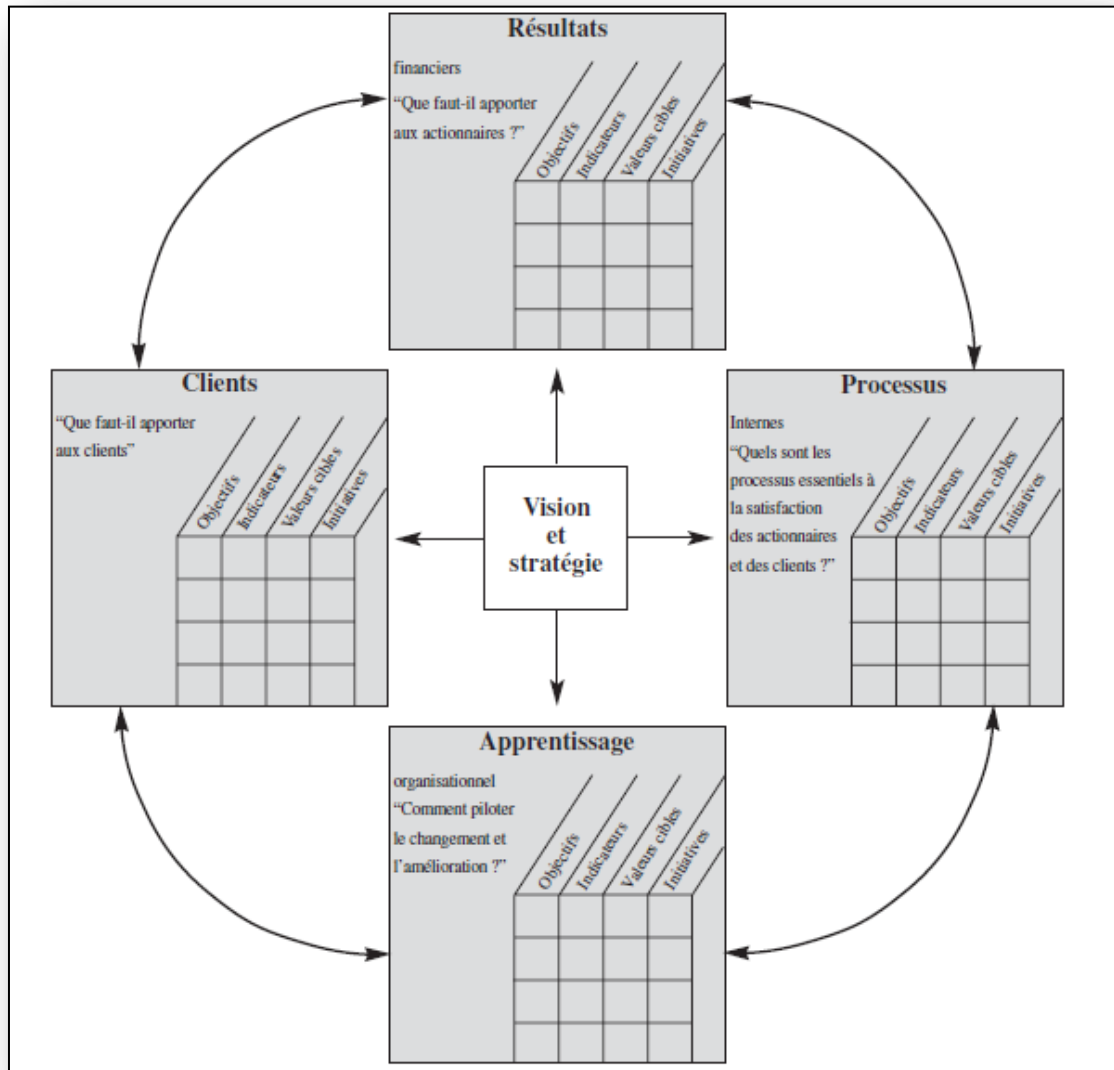 Résultats
financiers
“Que faut-il apporter
aux actionnaires ?”
Objectifs
Indicateurs
Valeurs cibles
Initiatives
Clients
“Que faut-il apporter
aux clients”
Objectifs
Indicateurs
Valeurs cibles
Initiatives
Vision
et
stratégie
Processus
Internes
“Quels sont les
processus essentiels à
la satisfaction
des actionnaires
et des clients ?”
Objectifs
Indicateurs
Valeurs cibles
Initiatives
Apprentissage
organisationnel
“Comment piloter
le changement et
l’amélioration ?”
Objectifs
Indicateurs
Valeurs cibles
Initiatives